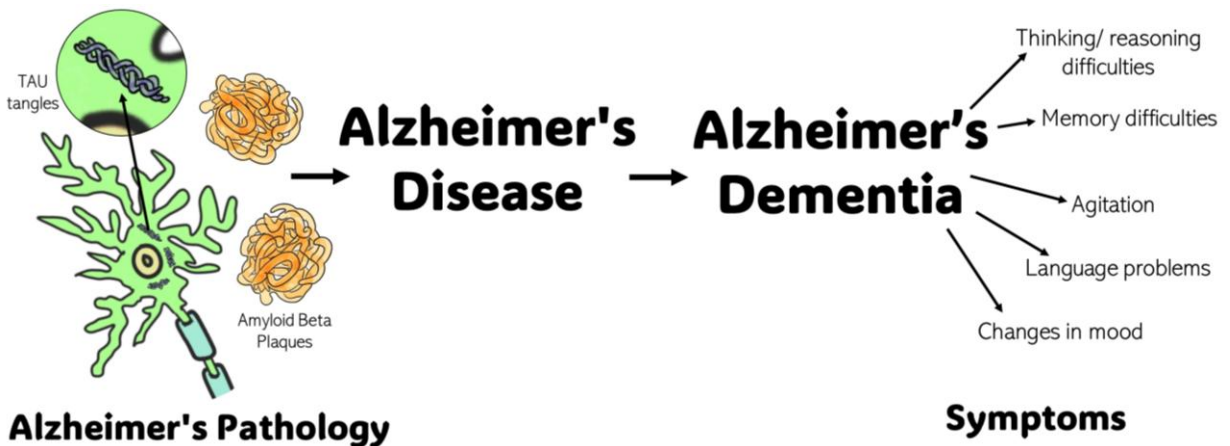 TAU
tangles
Amyloid Beta
Plaques
Alzheimer's Pathology
Alzheimer's
Disease
Alzheimer’s
Dementia
Thinking/ reasoning
difficulties
Memory difficulties
Agitation
Language problems
Changes in mood
Symptoms